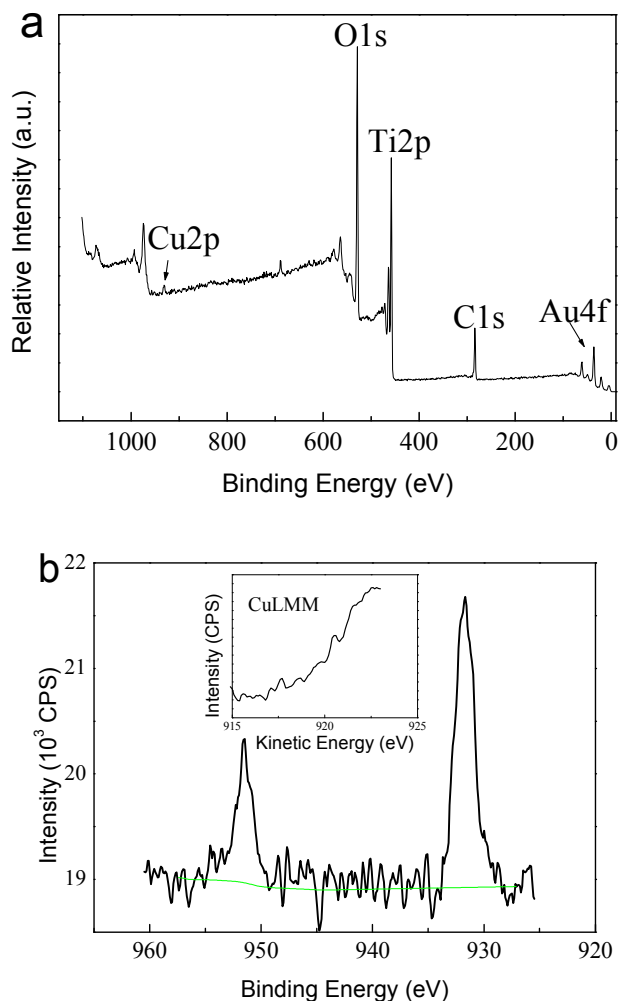 a
O1s
Ti2p
Cu2p
C1s
Au4f
Relative Intensity (a.u.)
1000 800 600 400 200 0
Binding Energy (eV)
b
22
21
20
19
Intensity (10³ CPS)
CuLMM
Intensity (CPS)
915 920 925
Kinetic Energy (eV)
960 950 940 930 920
Binding Energy (eV)